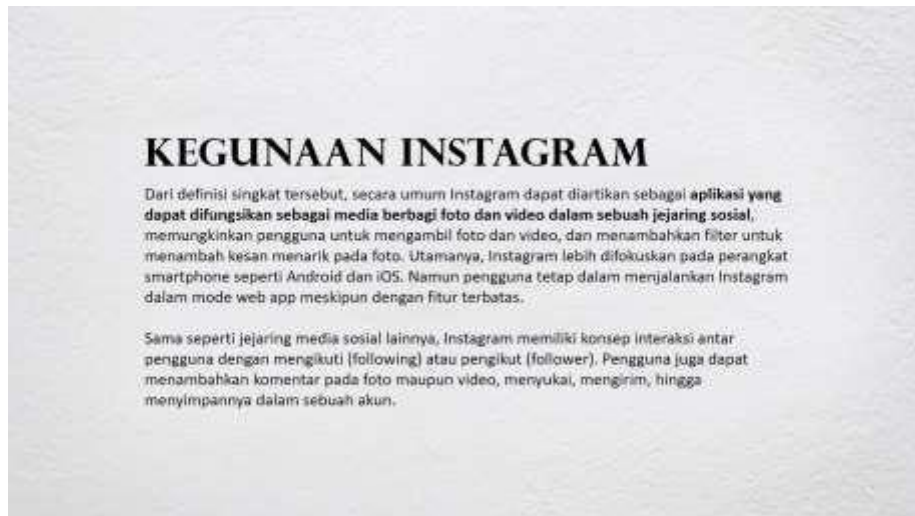 KEGUNAAN INSTAGRAM
Dari definisi singkat tersebut, secara umum Instagram dapat diartikan sebagai aplikasi yang
dapat difungsikan sebagai media berbagi foto dan video dalam sebuah jejaring sosial,
memungkinkan pengguna untuk mengambil foto dan video, dan menambahkan filter untuk
menambah kesan menarik pada foto. Utamanya, Instagram lebih difokuskan pada perangkat
smartphone seperti Android dan iOS. Namun pengguna tetap dalam menjalankan Instagram
dalam mode web app meskipun dengan fitur terbatas.
Sama seperti jejaring media sosial lainnya, Instagram memiliki konsep interaksi antar
pengguna dengan mengikuti (following) atau pengikut (follower). Pengguna juga dapat
menambahkan komentar pada foto maupun video, menyukai, mengirim, hingga
menyimpannya dalam sebuah akun.